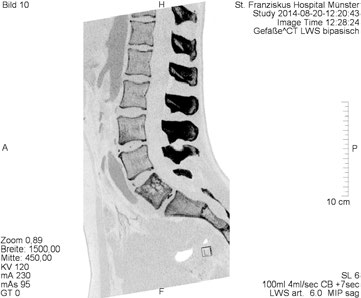 Bild 10
H
St. Franziskus Hospital Münster
Study 2014-08-20-12:20:43
Image Time 12:28:24
Gefäße^CT LWS bipasisch
A
P
10 cm
Zoom 0,89
Breite: 1500,00
Mitte: 450,00
KV 120
mA 230
mAs 95
GT 0
L
F
SL 6
100ml 4ml/sec CB +7sec
LWS art. 6.0 MIP sag